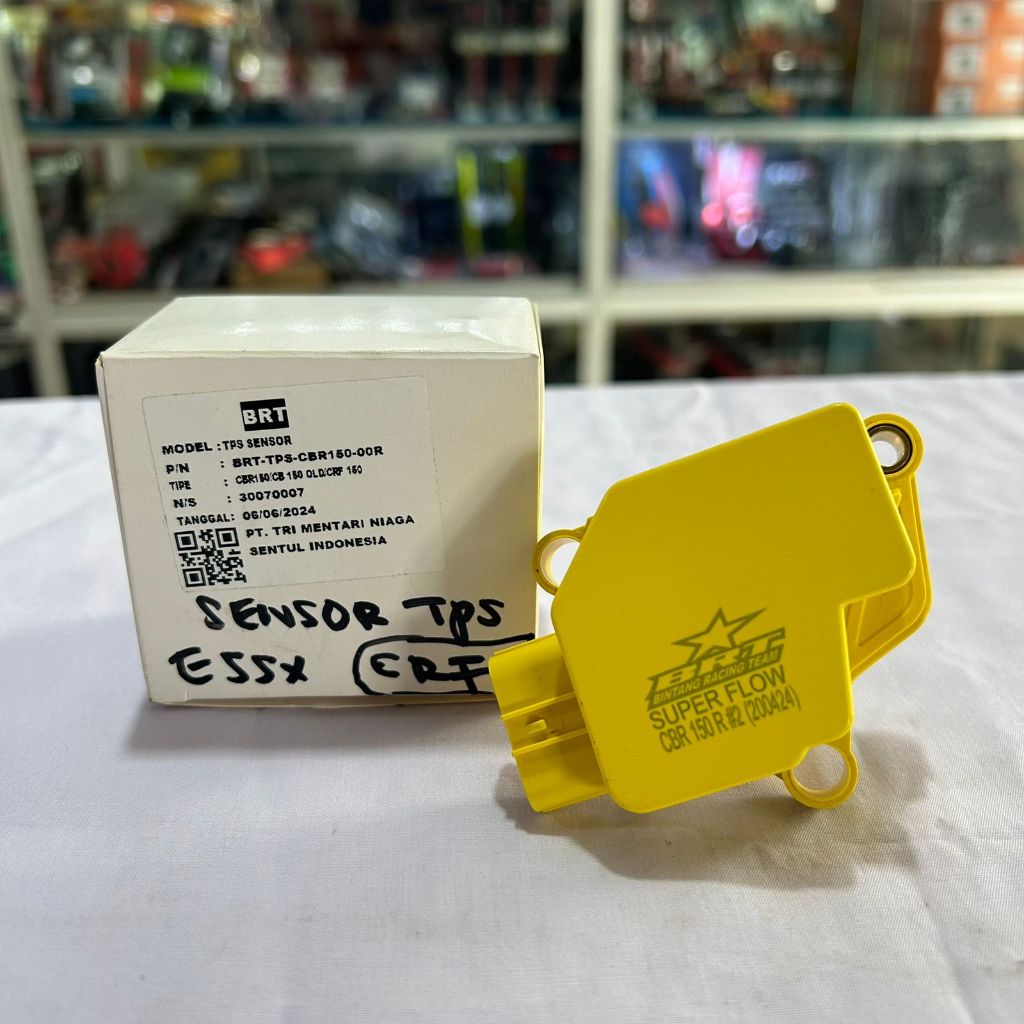 BRT
MODEL : TPS SENSOR
P/N : BRT-TPS-CBR150-00R
TIPE : CBR150/CB 150 OLD/CRF 150
N/S : 30070007
TANGGAL: 06/06/2024
PT. TRI MENTARI NIAGA
SENTUL INDONESIA
SENSOR TPS
BRT
BINTANG RACING TEAM
SUPER FLOW
CBR 150 R #2 (200424)